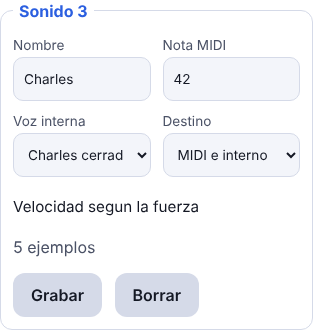 Sonido 3
Nombre Nota MIDI
Charles 42
Voz interna Destino
Charles cerrad MIDI e interno
Velocidad segun la fuerza
5 ejemplos
Grabar Borrar